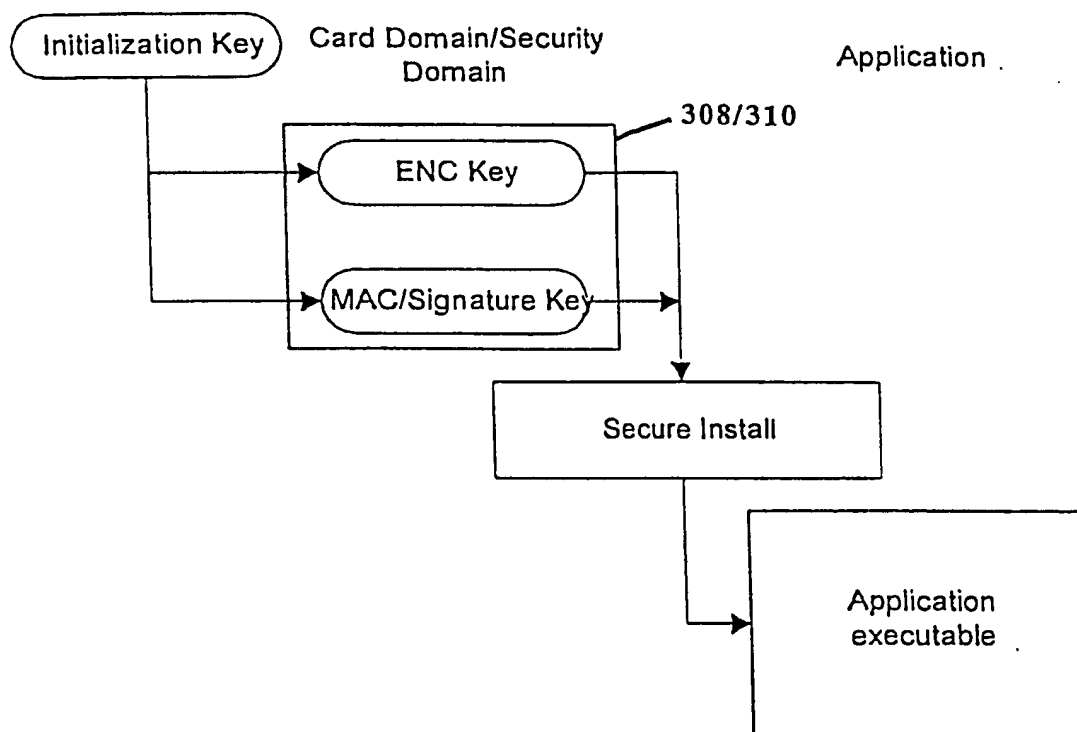 Initialization Key
Card Domain/Security
Domain
Application
308/310
ENC Key
MAC/Signature Key
Secure Install
Application
executable